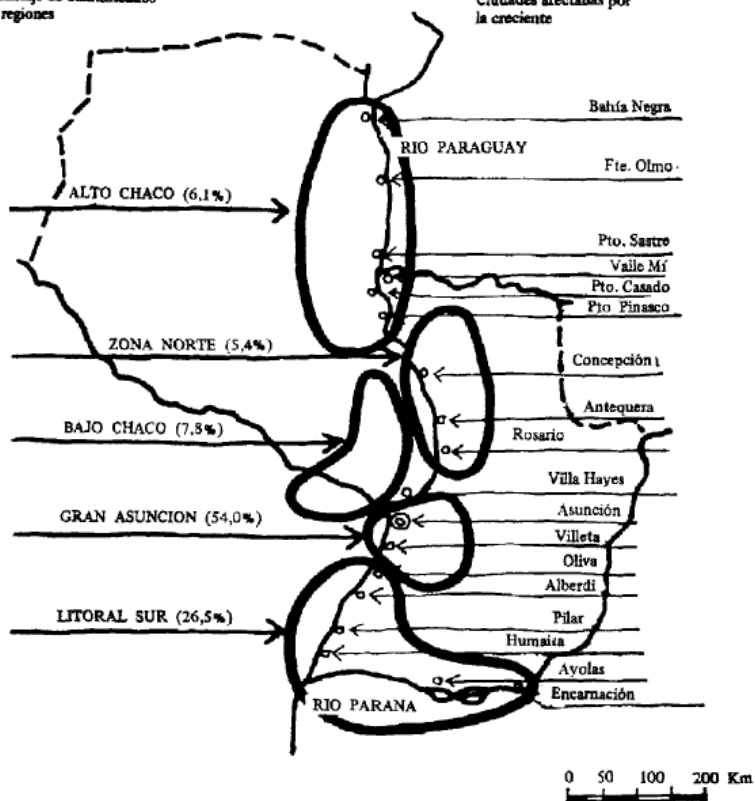 regiones
Ciudades afectadas por
la creciente
Bahía Negra
RIO PARAGUAY
Fte. Olmo
ALTO CHACO (6,1%)
Pto. Sastre
Valle Mí
Pto. Casado
Pto Pinasco
ZONA NORTE (5,4%)
Concepción
Antequera
BAJO CHACO (7,8%)
Rosario
Villa Hayes
GRAN ASUNCION (54,0%)
Asunción
Villeta
Oliva
Alberdi
LITORAL SUR (26,5%)
Pilar
Humaita
Ayolas
Encarnación
RIO PARANA
0 50 100 200 Km